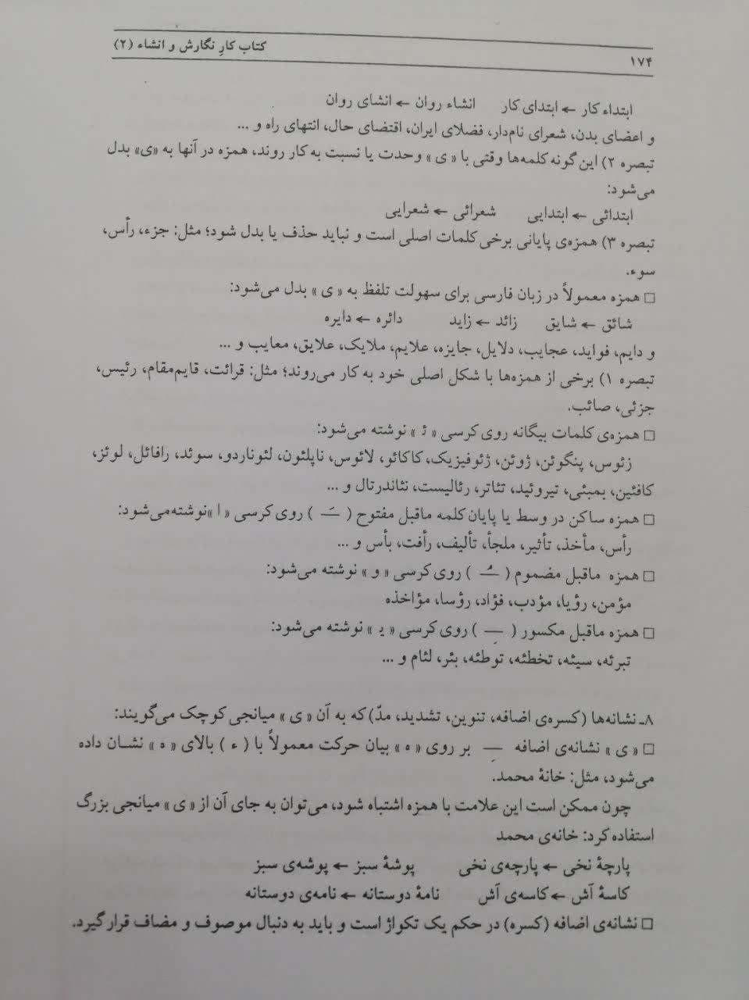 ۱۷۴
کتاب کارِ نگارش و انشاء (۲)
ابتداء کار ← ابتدای کار انشاء روان ← انشای روان
و اعضای بدن، شعرای نام‌دار، فضلای ایران، اقتضای حال، انتهای راه و ...
تبصره ۲) این گونه کلمه‌ها وقتی با « ی » وحدت یا نسبت به کار روند، همزه در آنها به «ی» بدل
می‌شود:
ابتدائی ← ابتدایی شعرائی ← شعرایی
تبصره ۳) همزه‌ی پایانی برخی کلمات اصلی است و نباید حذف یا بدل شود؛ مثل: جزء، رأس،
سوء.
□ همزه معمولاً در زبان فارسی برای سهولت تلفظ به « ی » بدل می‌شود:
شائق ← شایق زائد ← زاید دائره ← دایره
و دایم، فواید، عجایب، دلایل، جایزه، علایم، ملایک، علایق، معایب و ...
تبصره ۱) برخی از همزه‌ها با شکل اصلی خود به کار می‌روند؛ مثل: قرائت، قایم‌مقام، رئیس،
جزئی، صائب.
□ همزه‌ی کلمات بیگانه روی کرسی « ئ » نوشته می‌شود:
زئوس، پنگوئن، ژوئن، ژئوفیزیک، کاکائو، لائوس، ناپلئون، لئوناردو، سوئد، رافائل، لوئز،
کافئین، بمبئی، تیروئید، تئاتر، رئالیست، نئاندرتال و ...
□ همزه ساکن در وسط یا پایان کلمه ماقبل مفتوح ( ـَ ) روی کرسی « ا »نوشته‌می‌شود:
رأس، مأخذ، تأثیر، ملجأ، تألیف، رأفت، بأس و ...
□ همزه ماقبل مضموم ( ـُ ) روی کرسی « و » نوشته می‌شود:
مؤمن، رؤیا، مؤدب، فؤاد، رؤسا، مؤاخذه
□ همزه ماقبل مکسور ( ـِ ) روی کرسی « یـ » نوشته می‌شود:
تبرئه، سیئه، تخطئه، توطئه، بئر، لئام و ...
۸ـ نشانه‌ها (کسره‌ی اضافه، تنوین، تشدید، مدّ) که به آن « ی » میانجی کوچک می‌گویند:
□ « ی » نشانه‌ی اضافه ـِ بر روی « ه » بیان حرکت معمولاً با ( ء ) بالای « ه » نشـان داده
می‌شود، مثل: خانهٔ محمد.
چون ممکن است این علامت با همزه اشتباه شود، می‌توان به جای آن از « ی » میانجی بزرگ
استفاده کرد: خانه‌ی محمد
پارچهٔ نخی ← پارچه‌ی نخی پوشهٔ سبز ← پوشه‌ی سبز
کاسهٔ آش ← کاسه‌ی آش نامهٔ دوستانه ← نامه‌ی دوستانه
□ نشانه‌ی اضافه (کسره) در حکم یک تکواژ است و باید به دنبال موصوف و مضاف قرار گیرد.